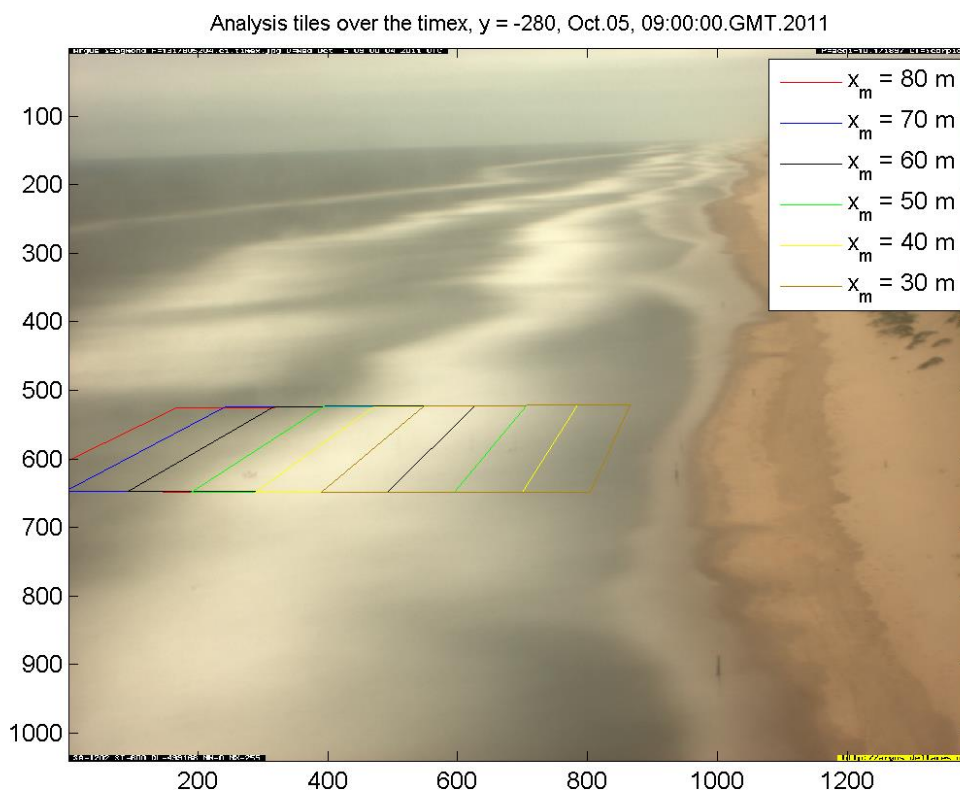 Analysis tiles over the timex, y = -280, Oct.05, 09:00:00.GMT.2011
x_m = 80 m
x_m = 70 m
x_m = 60 m
x_m = 50 m
x_m = 40 m
x_m = 30 m
100
200
300
400
500
600
700
800
900
1000
200
400
600
800
1000
1200